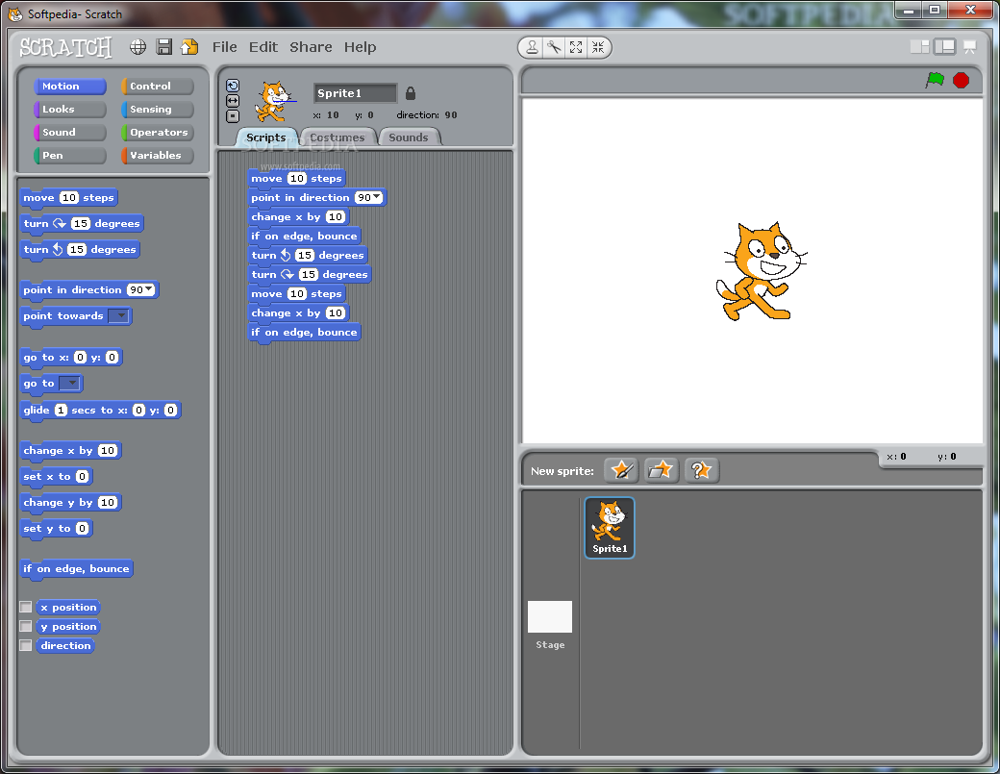 Softpedia- Scratch
SOFTPEDIA
SCRATCH File Edit Share Help
Motion Control
Looks Sensing
Sound Operators
Pen Variables
Sprite1
x: 10 y: 0 direction: 90
Scripts Costumes Sounds
SOFTPEDIA
www.softpedia.com
move 10 steps
turn 15 degrees
turn 15 degrees
point in direction 90
point towards
go to x: 0 y: 0
go to
glide 1 secs to x: 0 y: 0
change x by 10
set x to 0
change y by 10
set y to 0
if on edge, bounce
x position
y position
direction
move 10 steps
point in direction 90
change x by 10
if on edge, bounce
turn 15 degrees
turn 15 degrees
move 10 steps
change x by 10
if on edge, bounce
x: 0 y: 0
New sprite:
Sprite1
Stage